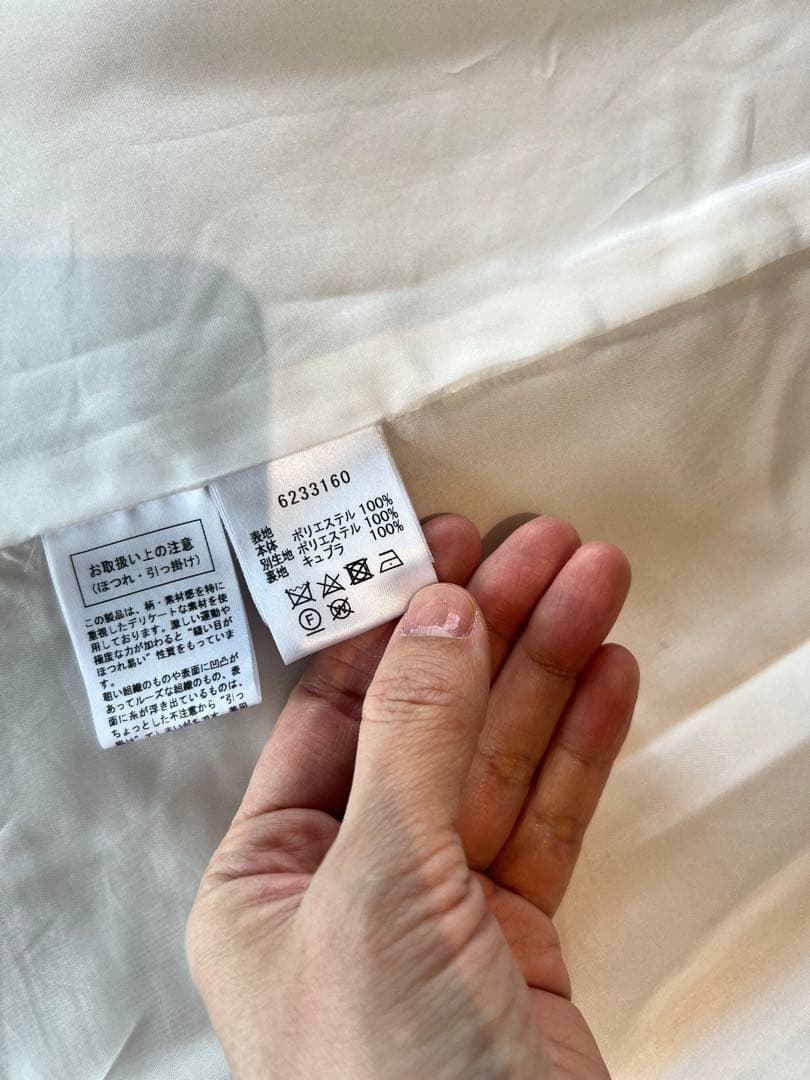 お取扱い上の注意
(ほつれ・引っ掛け)
この製品は、柄・素材感を特に
重視したデリケートな素材を使
用しております。激しい運動や
極度な力が加わると“縫い目が
ほつれ易い”性質をもっていま
す。
粗い組織のものや表面に凹凸が
あってルーズな組織のもの、表
面に糸が浮き出ているものは、
ちょっとした不注意から“引っ
6233160
表地
本体 ポリエステル 100%
別生地 ポリエステル 100%
裏地 キュプラ 100%
F
W